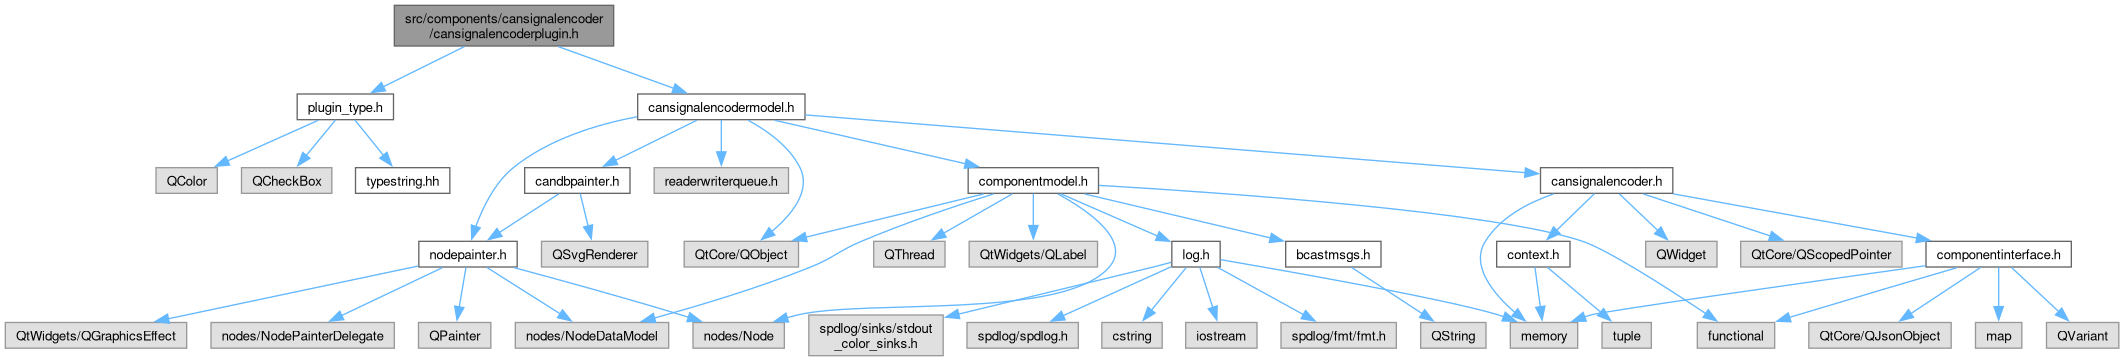 src/components/cansignalencoder
/cansignalencoderplugin.h
plugin_type.h
cansignalencodermodel.h
QColor
QCheckBox
typestring.hh
candbpainter.h
readerwriterqueue.h
componentmodel.h
cansignalencoder.h
nodepainter.h
QSvgRenderer
QtCore/QObject
QThread
QtWidgets/QLabel
log.h
bcastmsgs.h
context.h
QWidget
QtCore/QScopedPointer
componentinterface.h
QtWidgets/QGraphicsEffect
nodes/NodePainterDelegate
QPainter
nodes/NodeDataModel
nodes/Node
spdlog/sinks/stdout
_color_sinks.h
spdlog/spdlog.h
cstring
iostream
spdlog/fmt/fmt.h
QString
memory
tuple
functional
QtCore/QJsonObject
map
QVariant